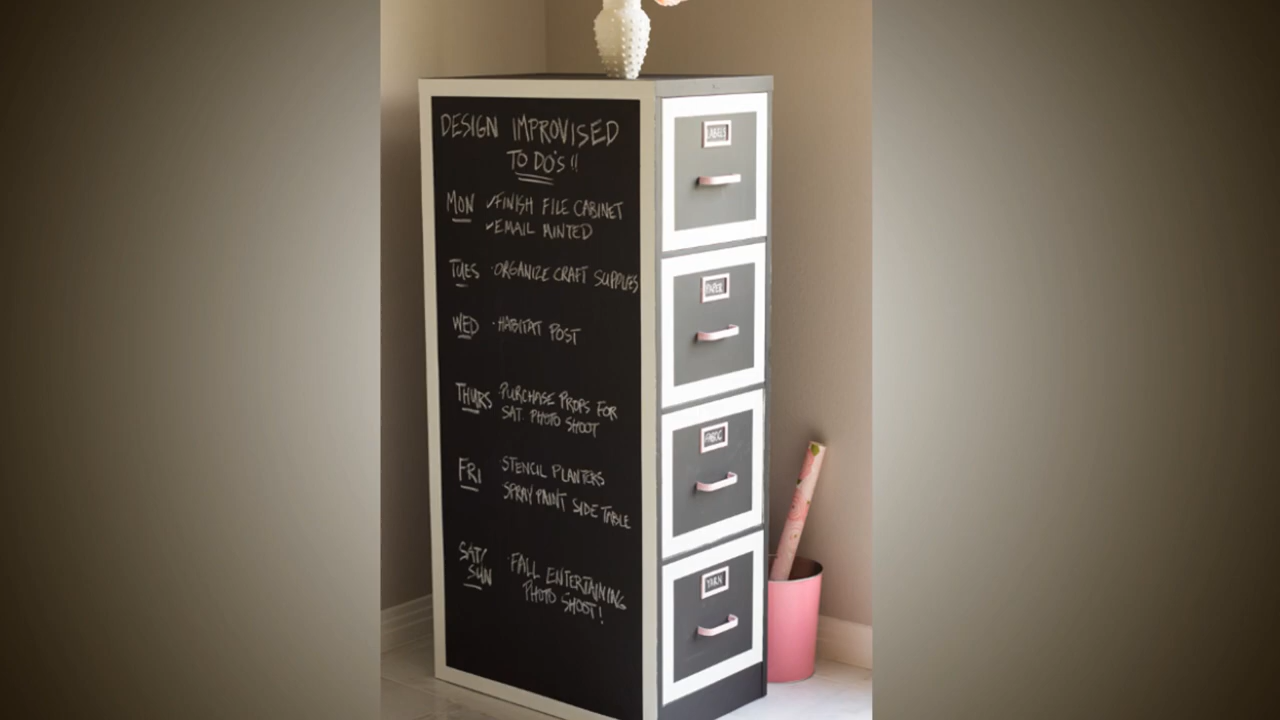 DESIGN IMPROVISED
TO DO'S !!
MON ✓FINISH FILE CABINET
✓EMAIL MINTED
TUES ·ORGANIZE CRAFT SUPPLIES
WED ·HABITAT POST
THURS ·PURCHASE PROPS FOR
SAT. PHOTO SHOOT
FRI ·STENCIL PLANTERS
·SPRAY PAINT SIDE TABLE
SAT/
SUN ·FALL ENTERTAINING
PHOTO SHOOT!
LABELS
PAPER
FABRIC
YARN